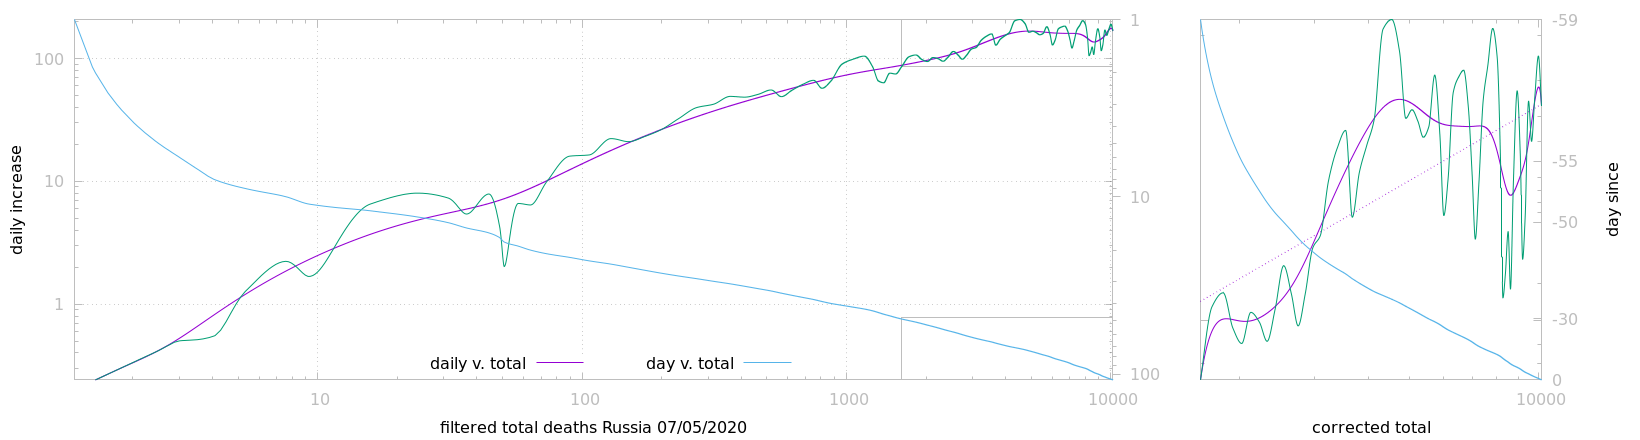 daily increase
100
10
1
10
100
1000
10000
1
10
100
daily v. total
day v. total
filtered total deaths Russia 07/05/2020
-59
-55
-50
-30
0
day since
10000
corrected total